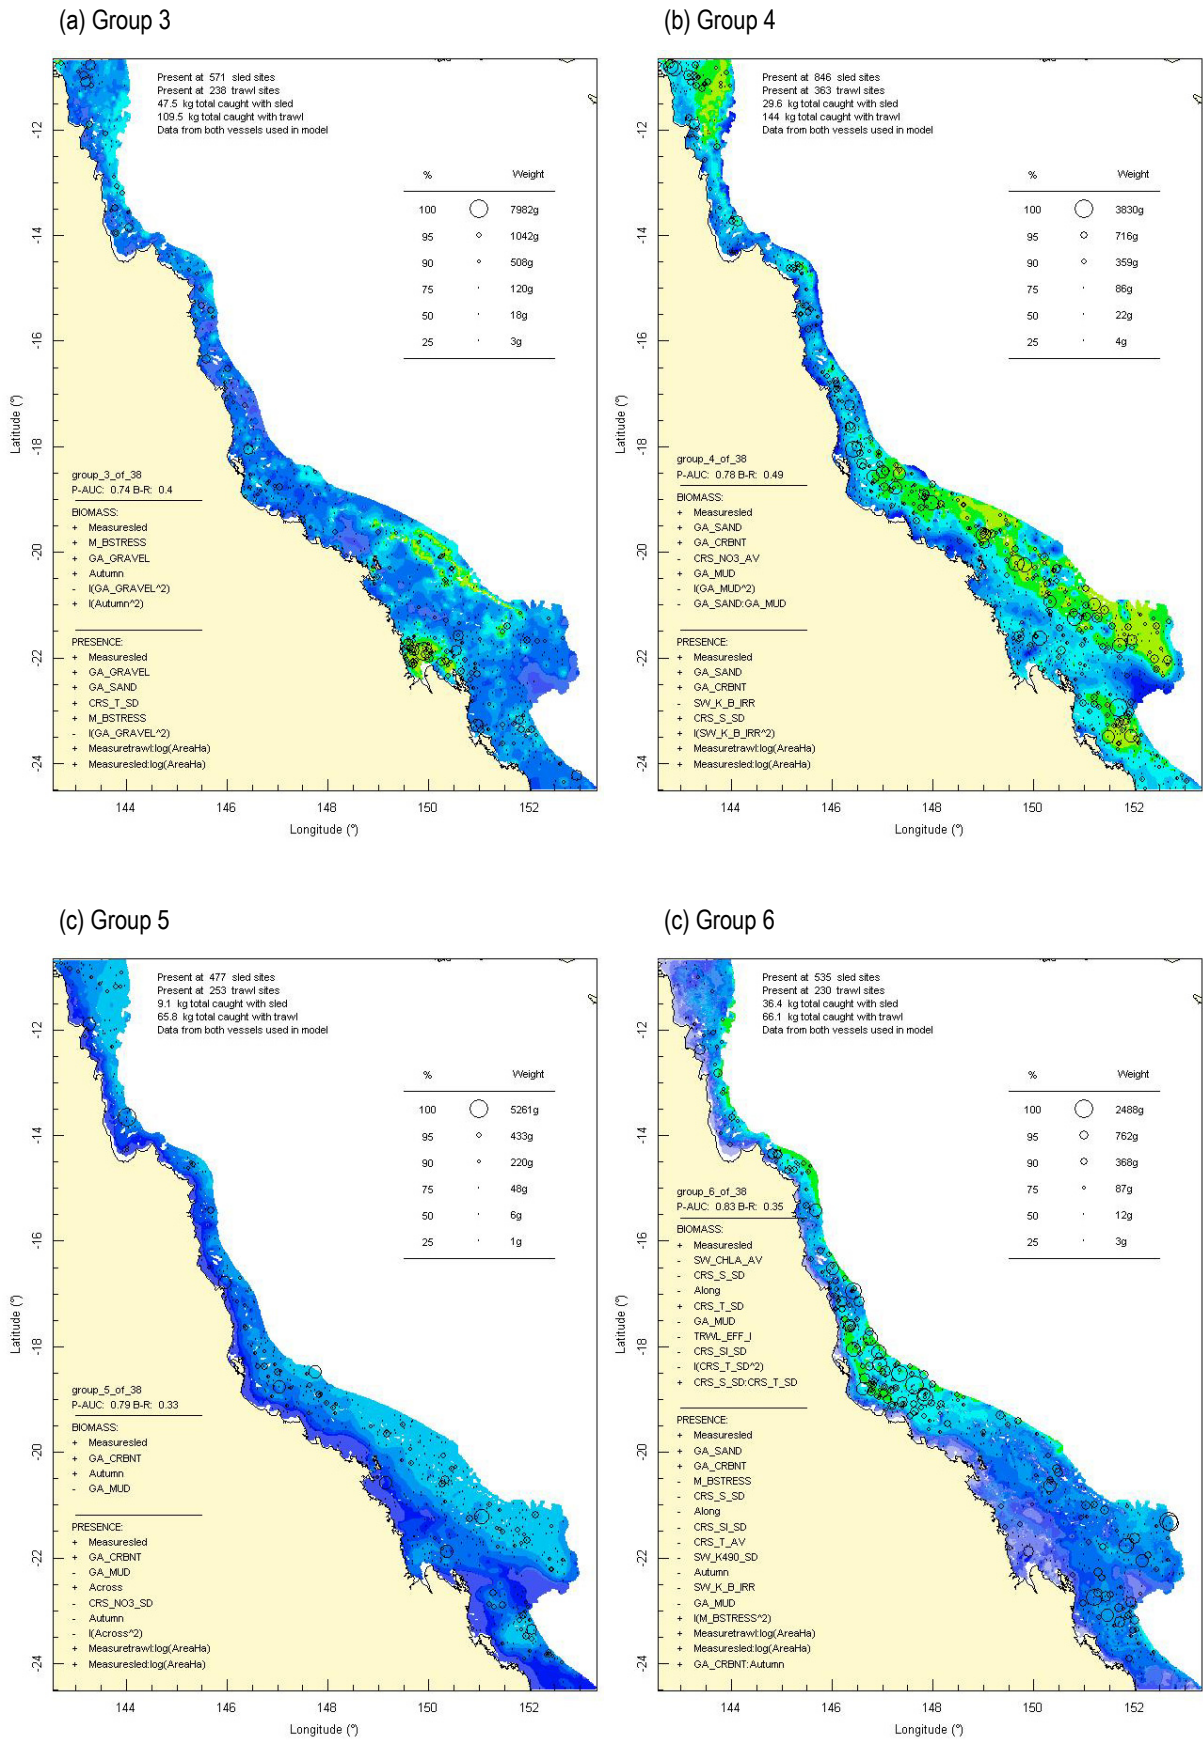 (a) Group 3
Present at 571 sled sites
Present at 238 trawl sites
47.5 kg total caught with sled
109.5 kg total caught with trawl
Data from both vessels used in model
% Weight
100 7982g
95 1042g
90 508g
75 120g
50 18g
25 3g
group_3_of_38
P-AUC: 0.74 B-R: 0.4
BIOMASS:
+ Measuresled
+ M_BSTRESS
+ GA_GRAVEL
+ Autumn
- I(GA_GRAVEL^2)
+ I(Autumn^2)
PRESENCE:
+ Measuresled
+ GA_GRAVEL
+ GA_SAND
+ CRS_T_SD
+ M_BSTRESS
- I(GA_GRAVEL^2)
+ Measuretrawl:log(AreaHa)
+ Measuresled:log(AreaHa)
Latitude (°)
-12
-14
-16
-18
-20
-22
-24
144 146 148 150 152
Longitude (°)
(b) Group 4
Present at 846 sled sites
Present at 363 trawl sites
29.6 kg total caught with sled
144 kg total caught with trawl
Data from both vessels used in model
% Weight
100 3830g
95 716g
90 359g
75 86g
50 22g
25 4g
group_4_of_38
P-AUC: 0.78 B-R: 0.49
BIOMASS:
+ Measuresled
+ GA_SAND
+ GA_CRBNT
- CRS_NO3_AV
+ GA_MUD
- I(GA_MUD^2)
- GA_SAND:GA_MUD
PRESENCE:
+ Measuresled
+ GA_SAND
+ GA_CRBNT
- SW_K_B_IRR
+ CRS_S_SD
+ I(SW_K_B_IRR^2)
+ Measuretrawl:log(AreaHa)
+ Measuresled:log(AreaHa)
Latitude (°)
-12
-14
-16
-18
-20
-22
-24
144 146 148 150 152
Longitude (°)
(c) Group 5
Present at 477 sled sites
Present at 253 trawl sites
9.1 kg total caught with sled
65.8 kg total caught with trawl
Data from both vessels used in model
% Weight
100 5261g
95 433g
90 220g
75 48g
50 6g
25 1g
group_5_of_38
P-AUC: 0.79 B-R: 0.33
BIOMASS:
+ Measuresled
+ GA_CRBNT
+ Autumn
- GA_MUD
PRESENCE:
+ Measuresled
+ GA_CRBNT
- GA_MUD
+ Across
- CRS_NO3_SD
- Autumn
- I(Across^2)
+ Measuretrawl:log(AreaHa)
+ Measuresled:log(AreaHa)
Latitude (°)
-12
-14
-16
-18
-20
-22
-24
144 146 148 150 152
Longitude (°)
(c) Group 6
Present at 535 sled sites
Present at 230 trawl sites
36.4 kg total caught with sled
66.1 kg total caught with trawl
Data from both vessels used in model
% Weight
100 2488g
95 762g
90 368g
75 87g
50 12g
25 3g
group_6_of_38
P-AUC: 0.83 B-R: 0.35
BIOMASS:
+ Measuresled
- SW_CHLA_AV
- CRS_S_SD
- Along
+ CRS_T_SD
- GA_MUD
- TRWL_EFF_I
- CRS_SI_SD
- I(CRS_T_SD^2)
+ CRS_S_SD:CRS_T_SD
PRESENCE:
+ Measuresled
+ GA_SAND
+ GA_CRBNT
- M_BSTRESS
- CRS_S_SD
- Along
- CRS_SI_SD
- CRS_T_AV
- SW_K490_SD
- Autumn
- SW_K_B_IRR
- GA_MUD
+ I(M_BSTRESS^2)
+ Measuretrawl:log(AreaHa)
+ Measuresled:log(AreaHa)
+ GA_CRBNT:Autumn
Latitude (°)
-12
-14
-16
-18
-20
-22
-24
144 146 148 150 152
Longitude (°)